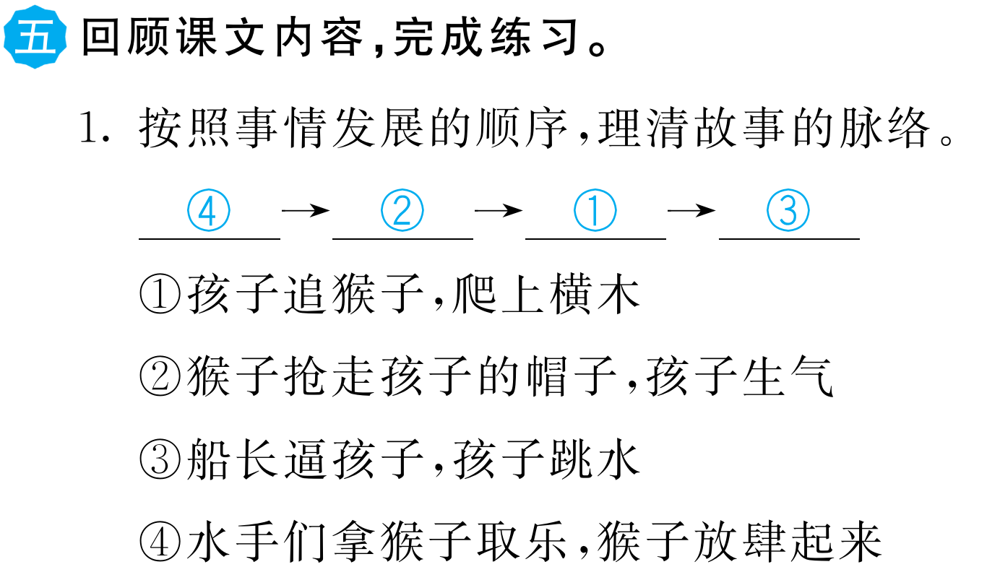 五 回顾课文内容,完成练习。
1. 按照事情发展的顺序,理清故事的脉络。
④ → ② → ① → ③
①孩子追猴子,爬上横木
②猴子抢走孩子的帽子,孩子生气
③船长逼孩子,孩子跳水
④水手们拿猴子取乐,猴子放肆起来